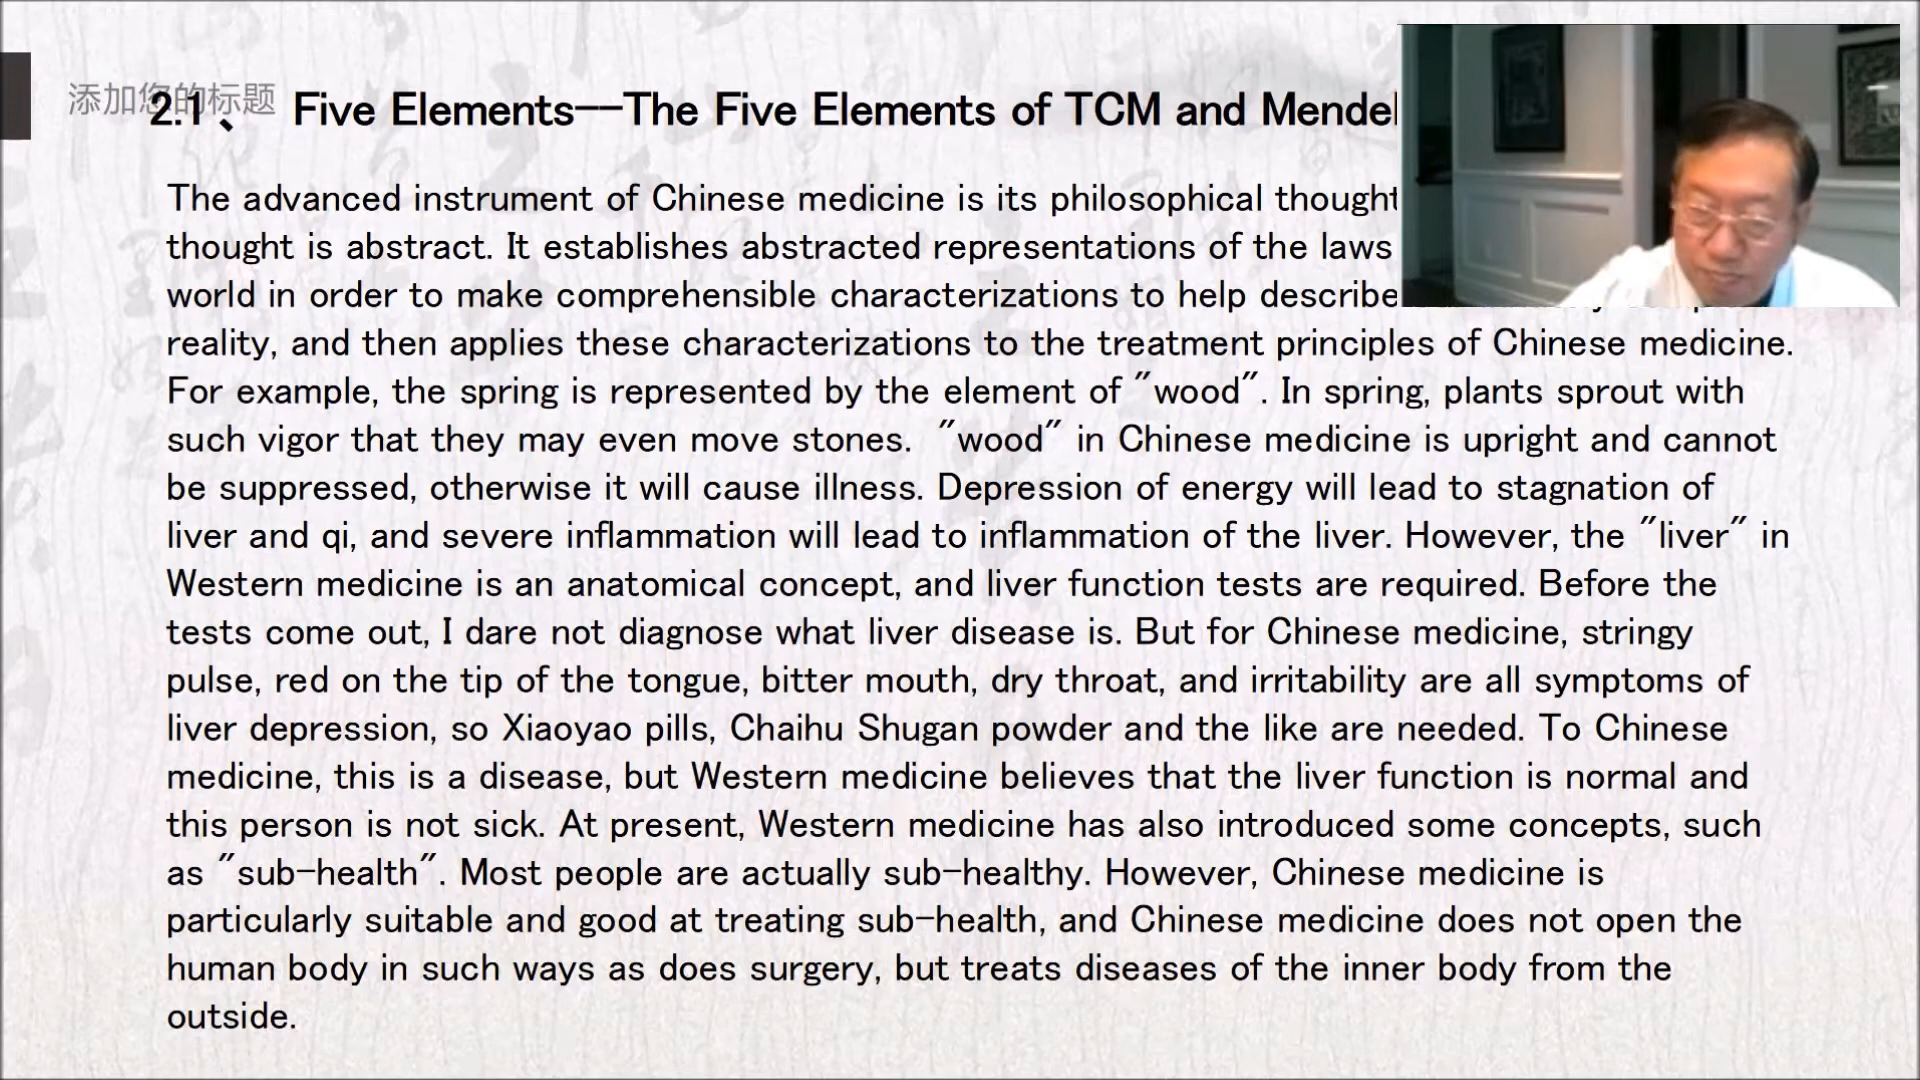 添加您的标题
2.1、 Five Elements——The Five Elements of TCM and
The advanced instrument of Chinese medicine is its philosophical thought
thought is abstract. It establishes abstracted representations of the laws
world in order to make comprehensible characterizations to help describe
reality, and then applies these characterizations to the treatment principles of Chinese medicine.
For example, the spring is represented by the element of "wood". In spring, plants sprout with
such vigor that they may even move stones. "wood" in Chinese medicine is upright and cannot
be suppressed, otherwise it will cause illness. Depression of energy will lead to stagnation of
liver and qi, and severe inflammation will lead to inflammation of the liver. However, the "liver" in
Western medicine is an anatomical concept, and liver function tests are required. Before the
tests come out, I dare not diagnose what liver disease is. But for Chinese medicine, stringy
pulse, red on the tip of the tongue, bitter mouth, dry throat, and irritability are all symptoms of
liver depression, so Xiaoyao pills, Chaihu Shugan powder and the like are needed. To Chinese
medicine, this is a disease, but Western medicine believes that the liver function is normal and
this person is not sick. At present, Western medicine has also introduced some concepts, such
as "sub-health". Most people are actually sub-healthy. However, Chinese medicine is
particularly suitable and good at treating sub-health, and Chinese medicine does not open the
human body in such ways as does surgery, but treats diseases of the inner body from the
outside.